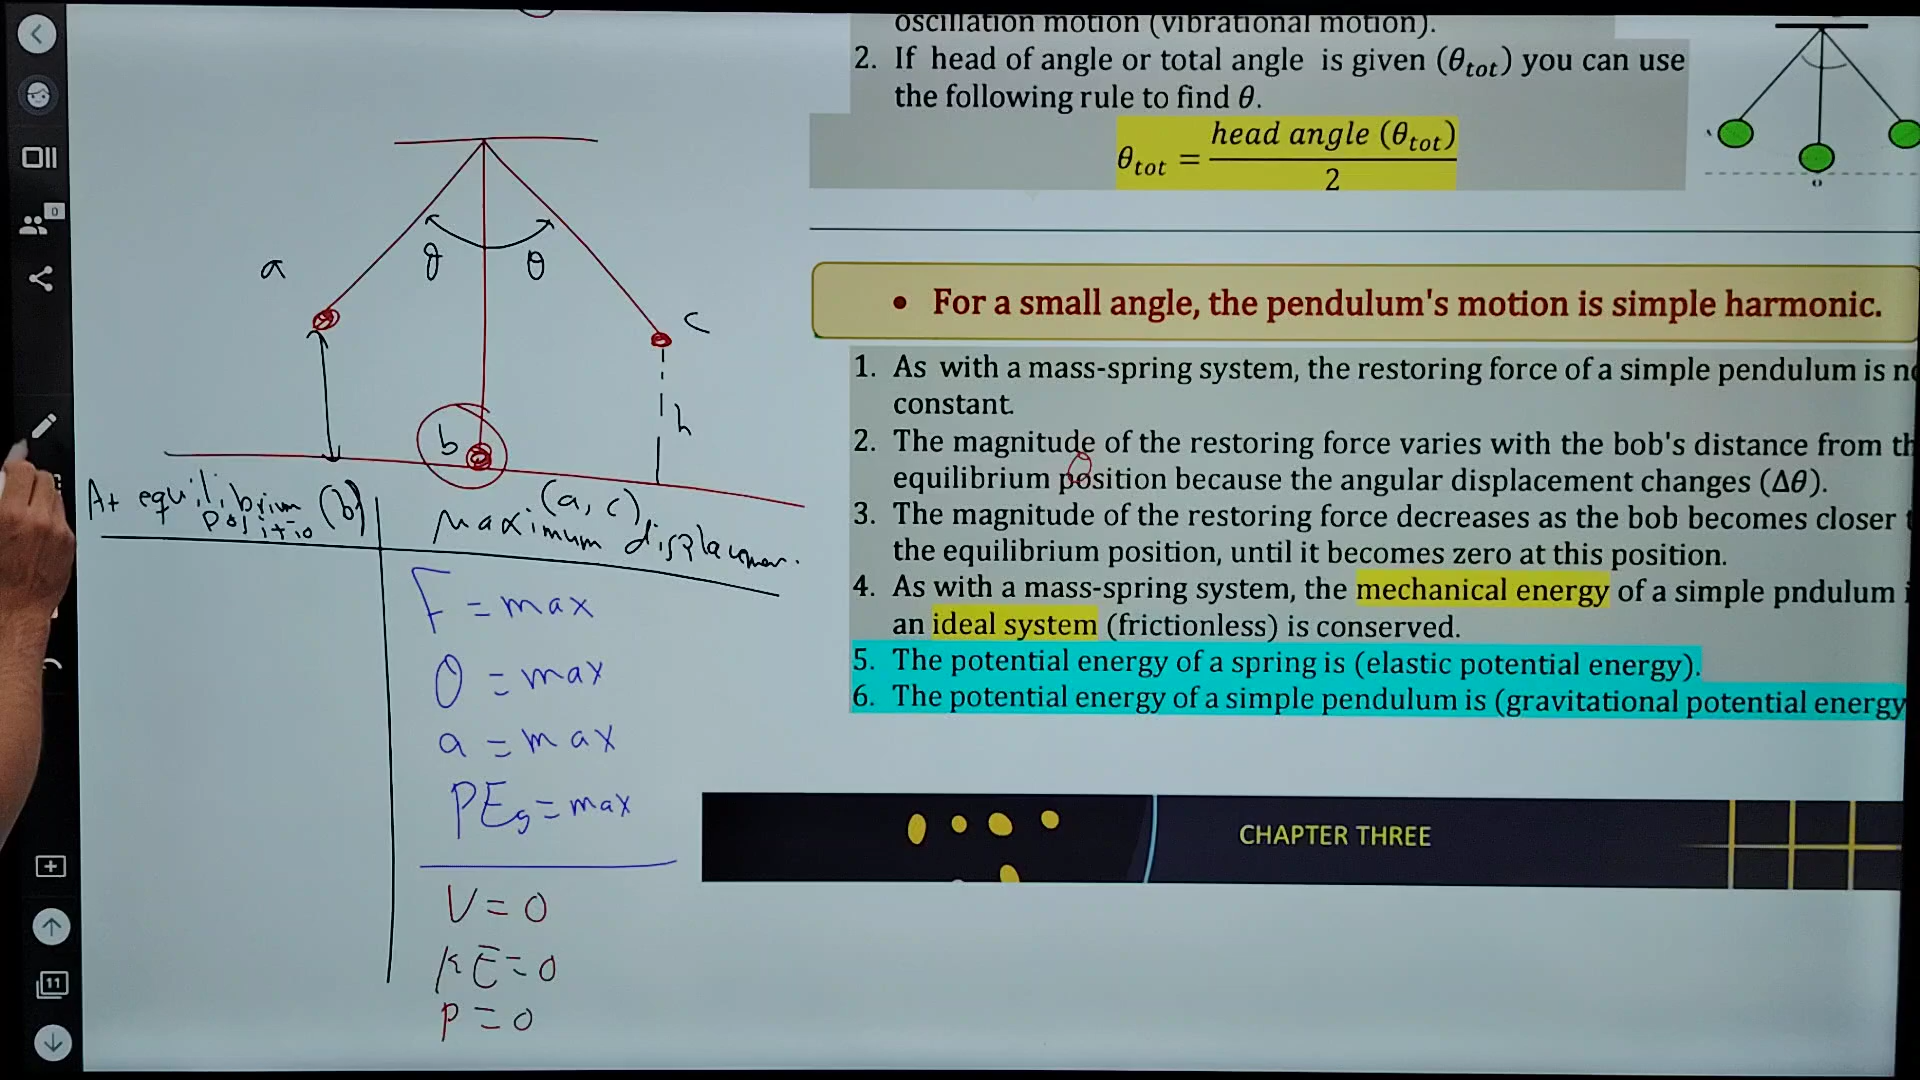 a
θ
θ
c
h
b
At equilibrium (b)
positio
(a, c)
Maximum
F = max
θ = max
a = max
PEg = max
V = 0
KE = 0
P = 0
oscillation motion (vibrational motion).
2. If head of angle or total angle is given (θtot) you can use
the following rule to find θ.
θtot = head angle (θtot) / 2
o
• For a small angle, the pendulum's motion is simple harmonic.
1. As with a mass-spring system, the restoring force of a simple pendulum is
constant.
2. The magnitude of the restoring force varies with the bob's distance from
equilibrium position because the angular displacement changes (Δθ).
3. The magnitude of the restoring force decreases as the bob becomes closer
the equilibrium position, until it becomes zero at this position.
4. As with a mass-spring system, the mechanical energy of a simple pndulum
an ideal system (frictionless) is conserved.
5. The potential energy of a spring is (elastic potential energy).
6. The potential energy of a simple pendulum is (gravitational potential energy
CHAPTER THREE
0
11